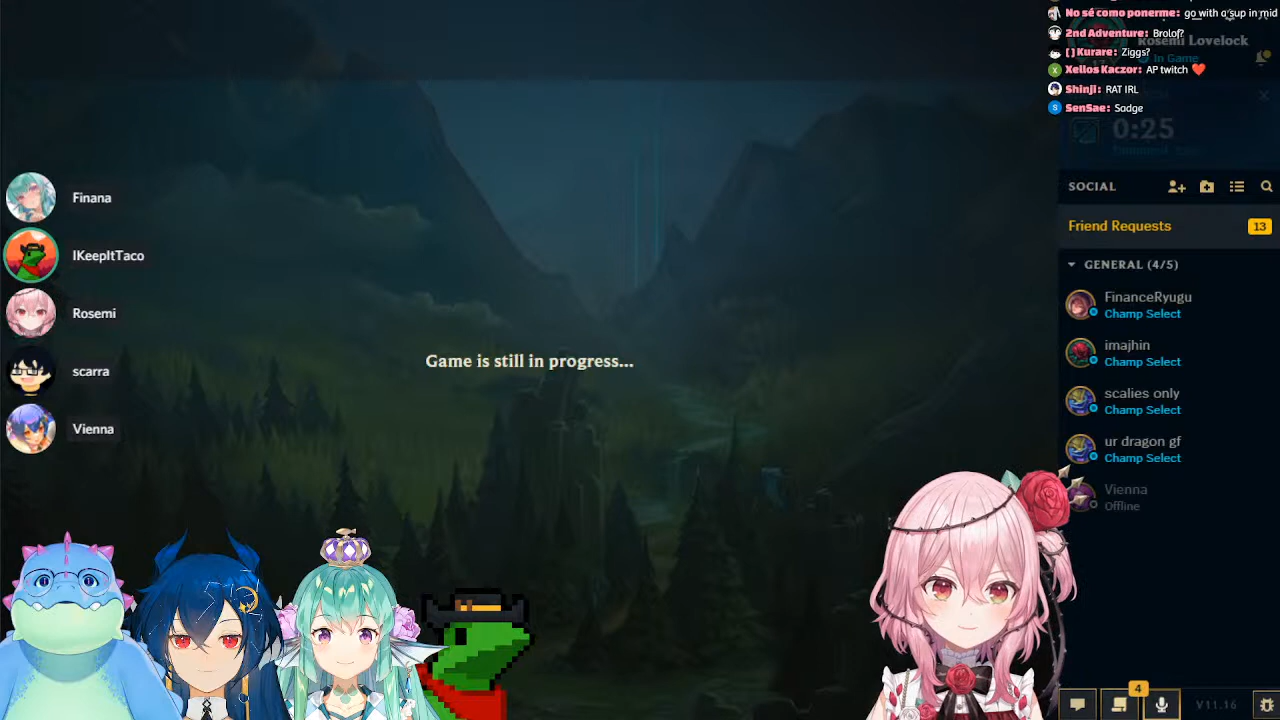 No sé como ponerme: go with a sup in mid
2nd Adventure: Brolof?
[ ] Kurare: Ziggs?
Xellos Kaczor: AP twitch ❤️
Shinji: RAT IRL
SenSae: Sadge
Rosemi Lovelock
In Game
0:25
SOCIAL
Friend Requests
13
GENERAL (4/5)
FinanceRyugu
Champ Select
imajhin
Champ Select
scalies only
Champ Select
ur dragon gf
Champ Select
Vienna
Offline
Finana
IKeepItTaco
Rosemi
scarra
Vienna
Game is still in progress...
4
V11.16